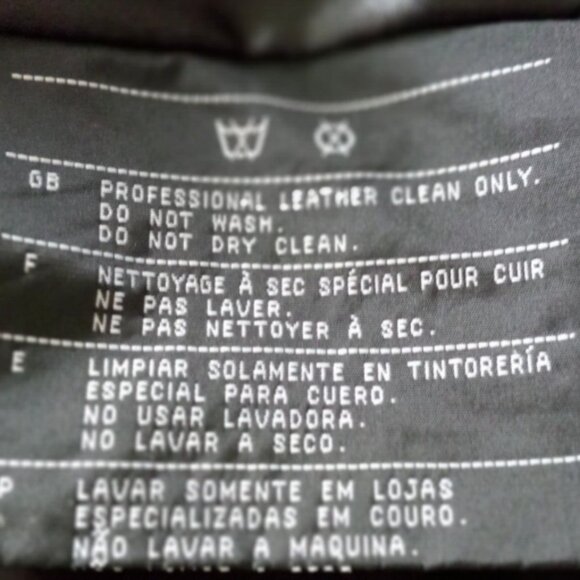 GB PROFESSIONAL LEATHER CLEAN ONLY.
DO NOT WASH.
DO NOT DRY CLEAN.
F NETTOYAGE À SEC SPÉCIAL POUR CUIR
NE PAS LAVER.
NE PAS NETTOYER À SEC.
E LIMPIAR SOLAMENTE EN TINTORERÍA
ESPECIAL PARA CUERO.
NO USAR LAVADORA.
NO LAVAR A SECO.
P LAVAR SOMENTE EM LOJAS
ESPECIALIZADAS EM COURO.
NÃO LAVAR A MAQUINA.